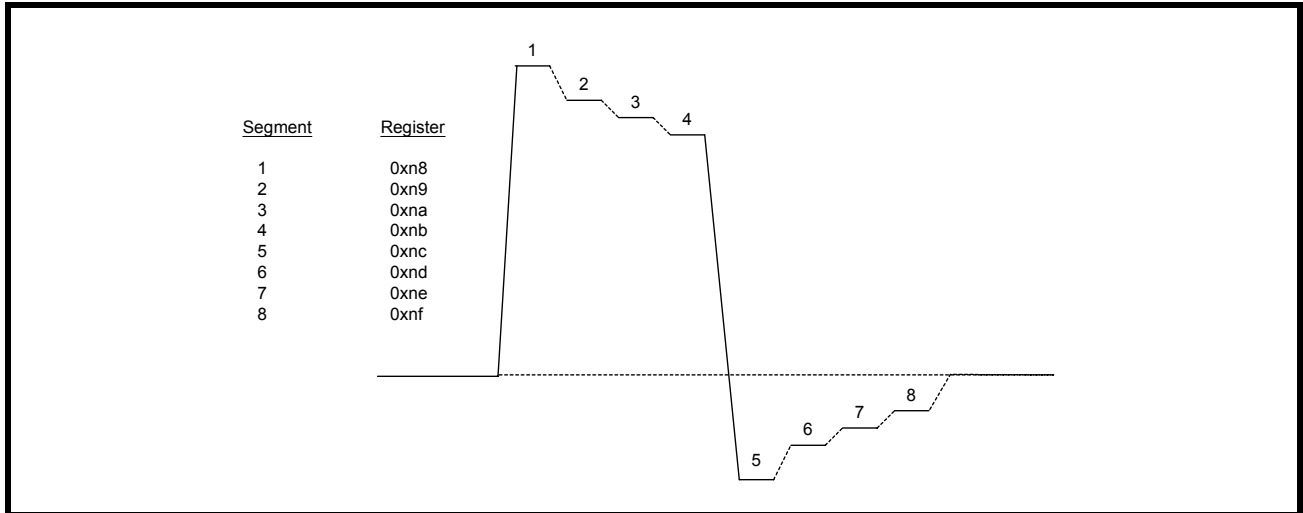 Segment Register
1 0xn8
2 0xn9
3 0xna
4 0xnb
5 0xnc
6 0xnd
7 0xne
8 0xnf
1
2
3
4
5
6
7
8